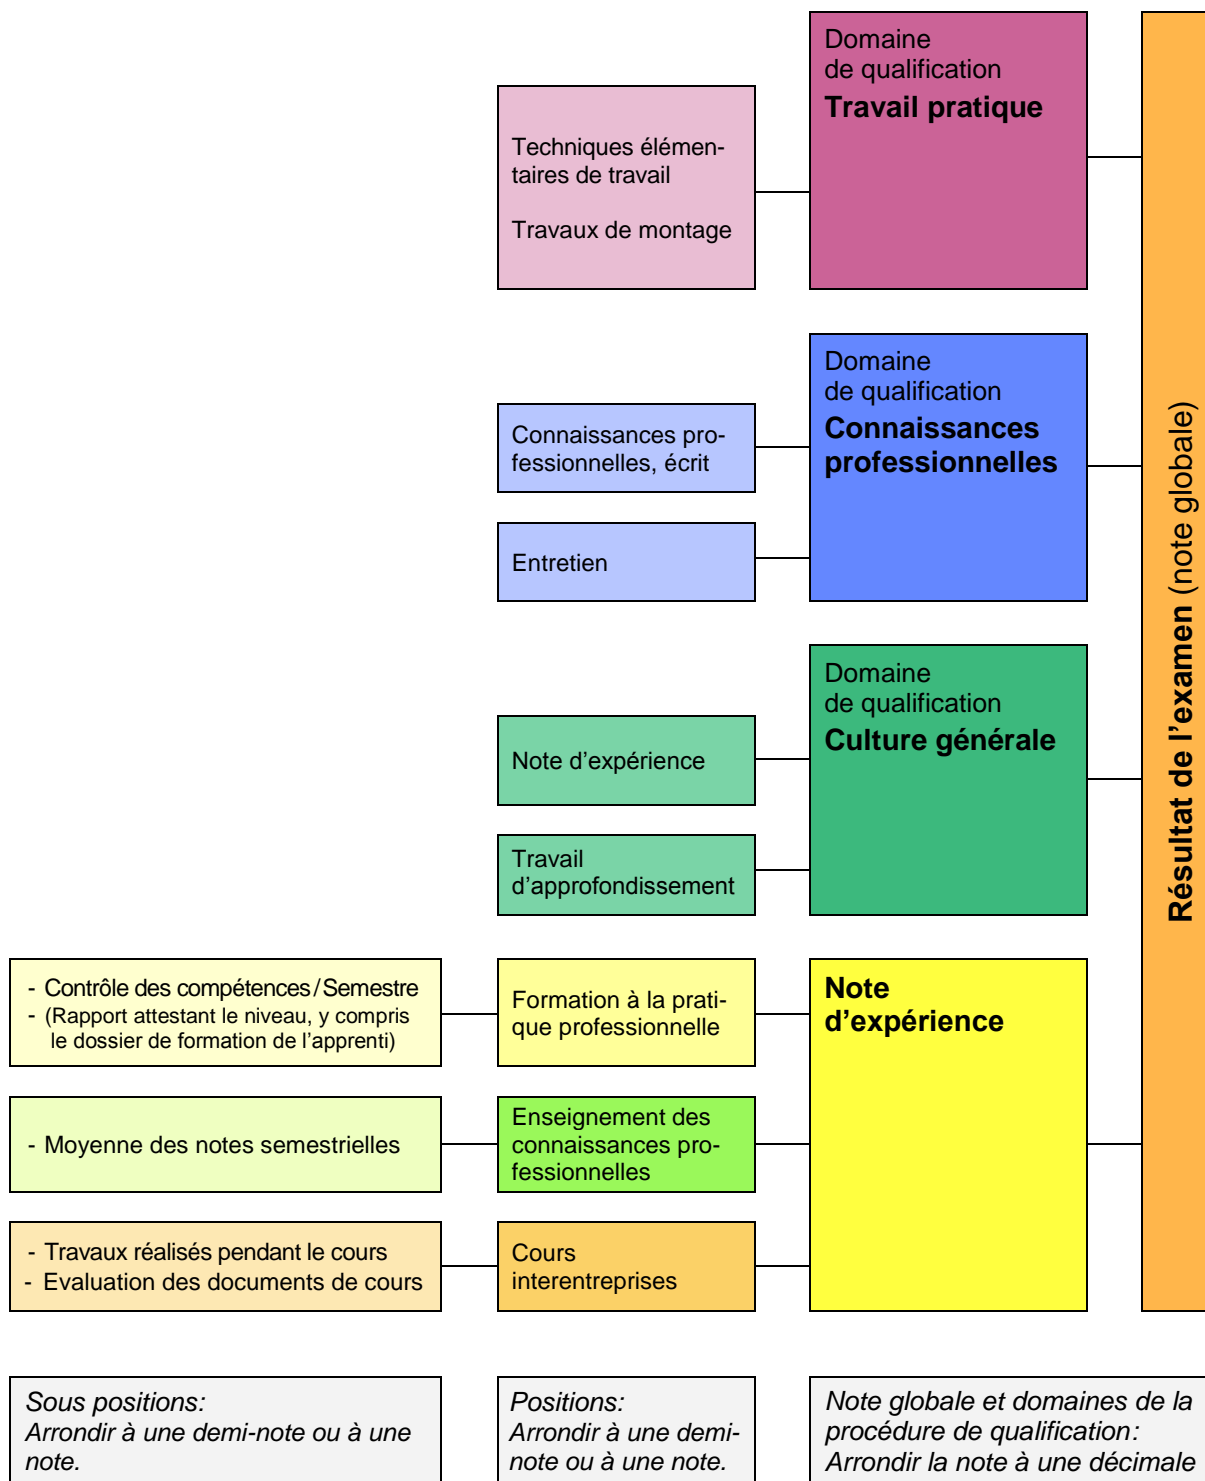 Domaine
de qualification
Travail pratique
Techniques élémen-
taires de travail
Travaux de montage
Domaine
de qualification
Connaissances
professionnelles
Connaissances pro-
fessionnelles, écrit
Entretien
Domaine
de qualification
Culture générale
Note d'expérience
Travail
d'approfondissement
Résultat de l'examen (note globale)
- Contrôle des compétences/Semestre
- (Rapport attestant le niveau, y compris
le dossier de formation de l'apprenti)
Formation à la prati-
que professionnelle
Note
d'expérience
- Moyenne des notes semestrielles
Enseignement des
connaissances pro-
fessionnelles
- Travaux réalisés pendant le cours
- Evaluation des documents de cours
Cours
interentreprises
Sous positions:
Arrondir à une demi-note ou à une
note.
Positions:
Arrondir à une demi-
note ou à une note.
Note globale et domaines de la
procédure de qualification:
Arrondir la note à une décimale